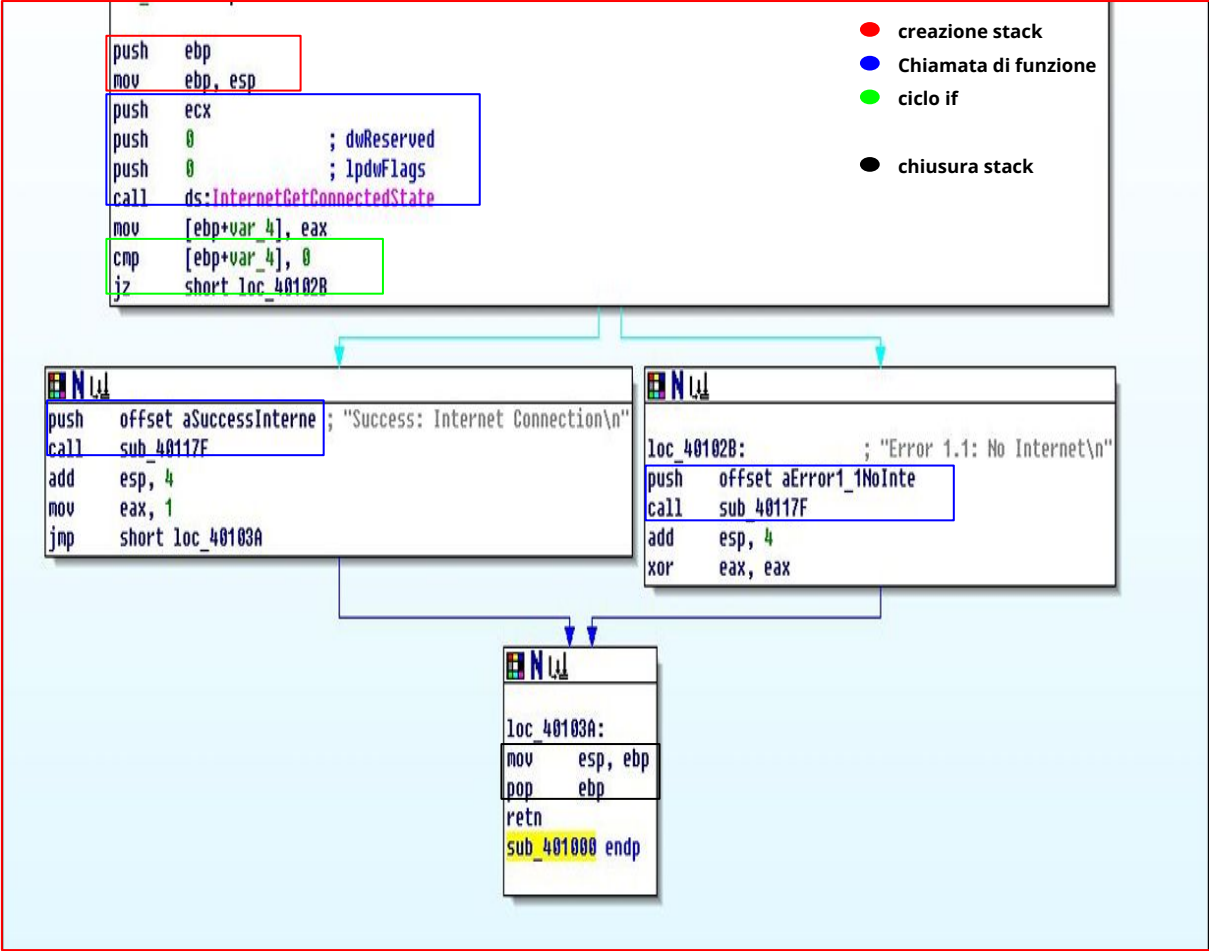 push ebp
mov ebp, esp
push ecx
push 0 ; dwReserved
push 0 ; lpdwFlags
call ds:InternetGetConnectedState
mov [ebp+var_4], eax
cmp [ebp+var_4], 0
jz short loc_40102B
creazione stack
Chiamata di funzione
ciclo if
chiusura stack
push offset aSuccessInterne ; "Success: Internet Connection\n"
call sub_40117F
add esp, 4
mov eax, 1
jmp short loc_40103A
loc_40102B: ; "Error 1.1: No Internet\n"
push offset aError1_1NoInte
call sub_40117F
add esp, 4
xor eax, eax
loc_40103A:
mov esp, ebp
pop ebp
retn
sub_401000 endp